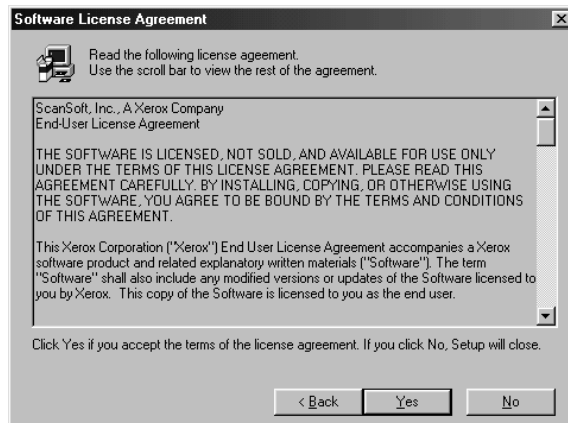 Software License Agreement
Read the following license ageement.
Use the scroll bar to view the rest of the agreement.
ScanSoft, Inc., A Xerox Company
End-User License Agreement
THE SOFTWARE IS LICENSED, NOT SOLD, AND AVAILABLE FOR USE ONLY
UNDER THE TERMS OF THIS LICENSE AGREEMENT. PLEASE READ THIS
AGREEMENT CAREFULLY. BY INSTALLING, COPYING, OR OTHERWISE USING
THE SOFTWARE, YOU AGREE TO BE BOUND BY THE TERMS AND CONDITIONS
OF THIS AGREEMENT.
This Xerox Corporation ("Xerox") End User License Agreement accompanies a Xerox
software product and related explanatory written materials ("Software"). The term
"Software" shall also include any modified versions or updates of the Software licensed to
you by Xerox. This copy of the Software is licensed to you as the end user.
Click Yes if you accept the terms of the license agreement. If you click No, Setup will close.
< Back Yes No